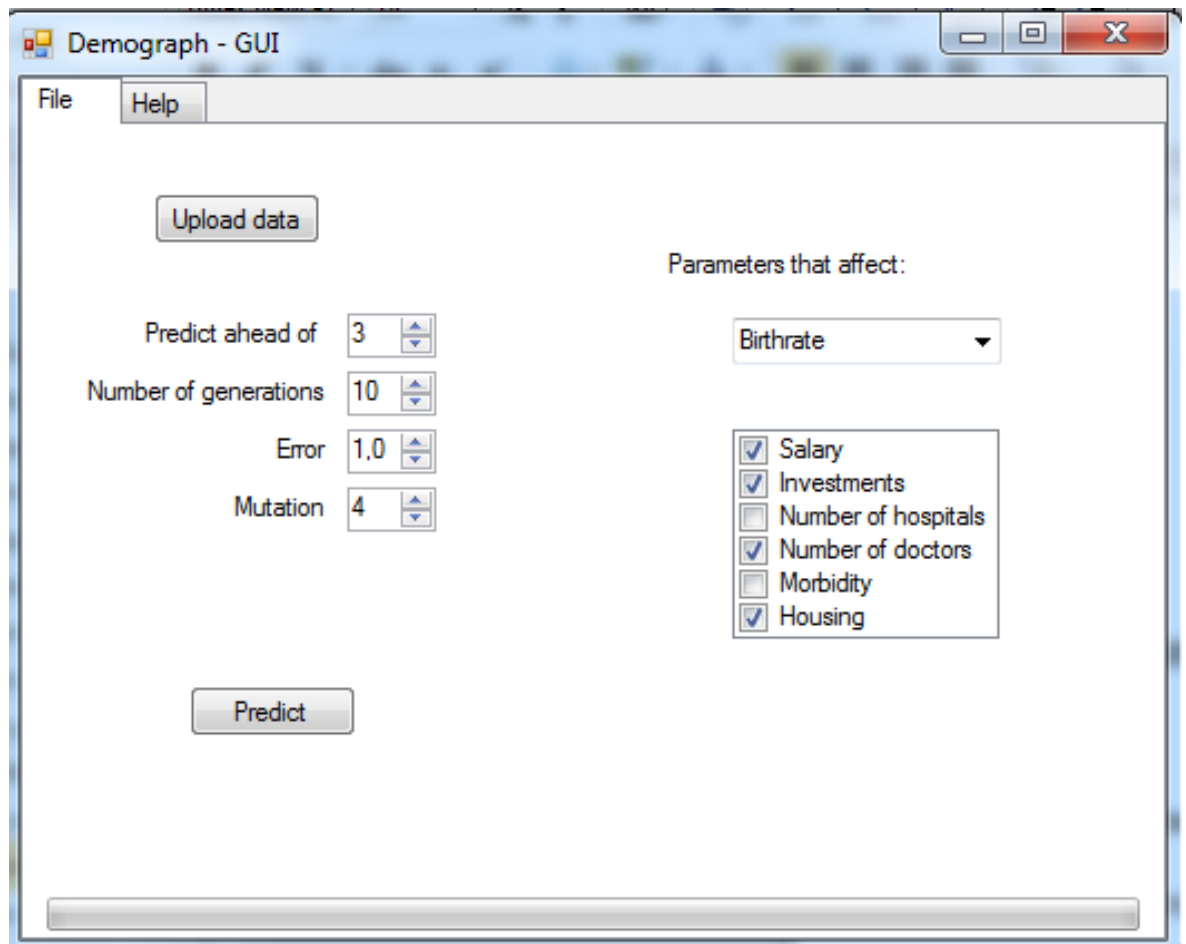 Demograph - GUI
File
Help
Upload data
Predict ahead of 3
Number of generations 10
Error 1,0
Mutation 4
Predict
Parameters that affect:
Birthrate
Salary
Investments
Number of hospitals
Number of doctors
Morbidity
Housing